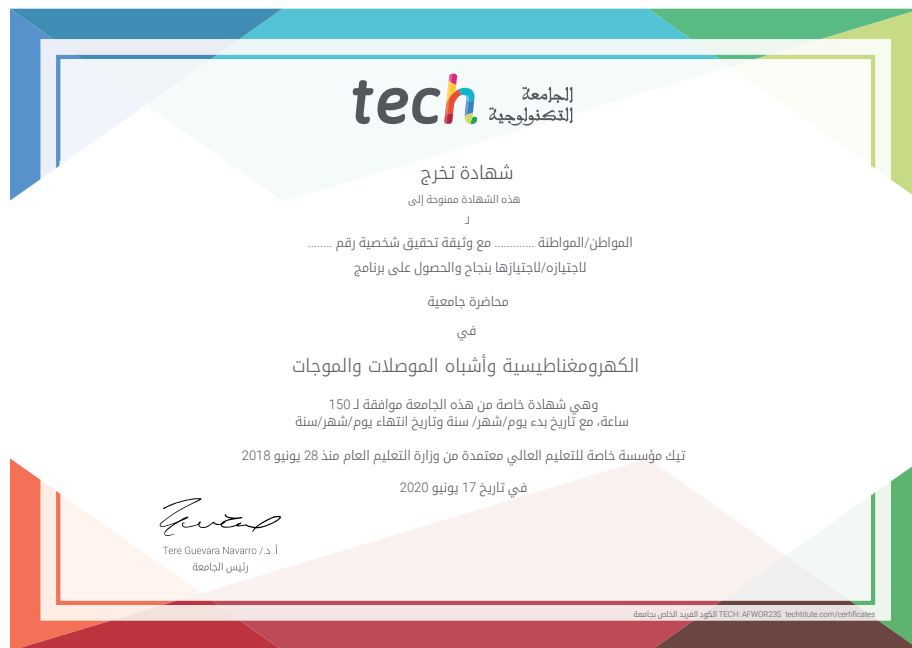 tech الجامعة
التكنولوجية
شهادة تخرج
هذه الشهادة ممنوحة إلى
لـ
المواطن/المواطنة ............ مع وثيقة تحقيق شخصية رقم ........
لاجتيازه/لاجتيازها بنجاح والحصول على برنامج
محاضرة جامعية
في
الكهرومغناطيسية وأشباه الموصلات والموجات
وهي شهادة خاصة من هذه الجامعة موافقة لـ 150
ساعة، مع تاريخ بدء يوم/شهر/ سنة وتاريخ انتهاء يوم/شهر/سنة
تيك مؤسسة خاصة للتعليم العالي معتمدة من وزارة التعليم العام منذ 28 يونيو 2018
في تاريخ 17 يونيو 2020
أ. د./ Tere Guevara Navarro
رئيس الجامعة
الكود الفريد الخاص بجامعة TECH: AFWOR23S techtitute.com/certificates